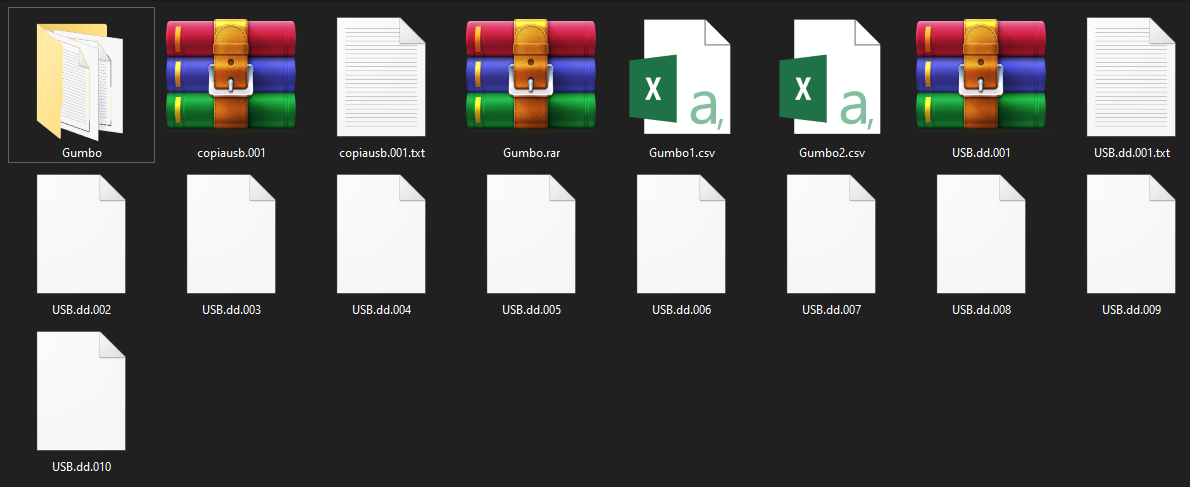 Gumbo
copiausb.001
copiausb.001.txt
Gumbo.rar
Gumbo1.csv
Gumbo2.csv
USB.dd.001
USB.dd.001.txt
USB.dd.002
USB.dd.003
USB.dd.004
USB.dd.005
USB.dd.006
USB.dd.007
USB.dd.008
USB.dd.009
USB.dd.010